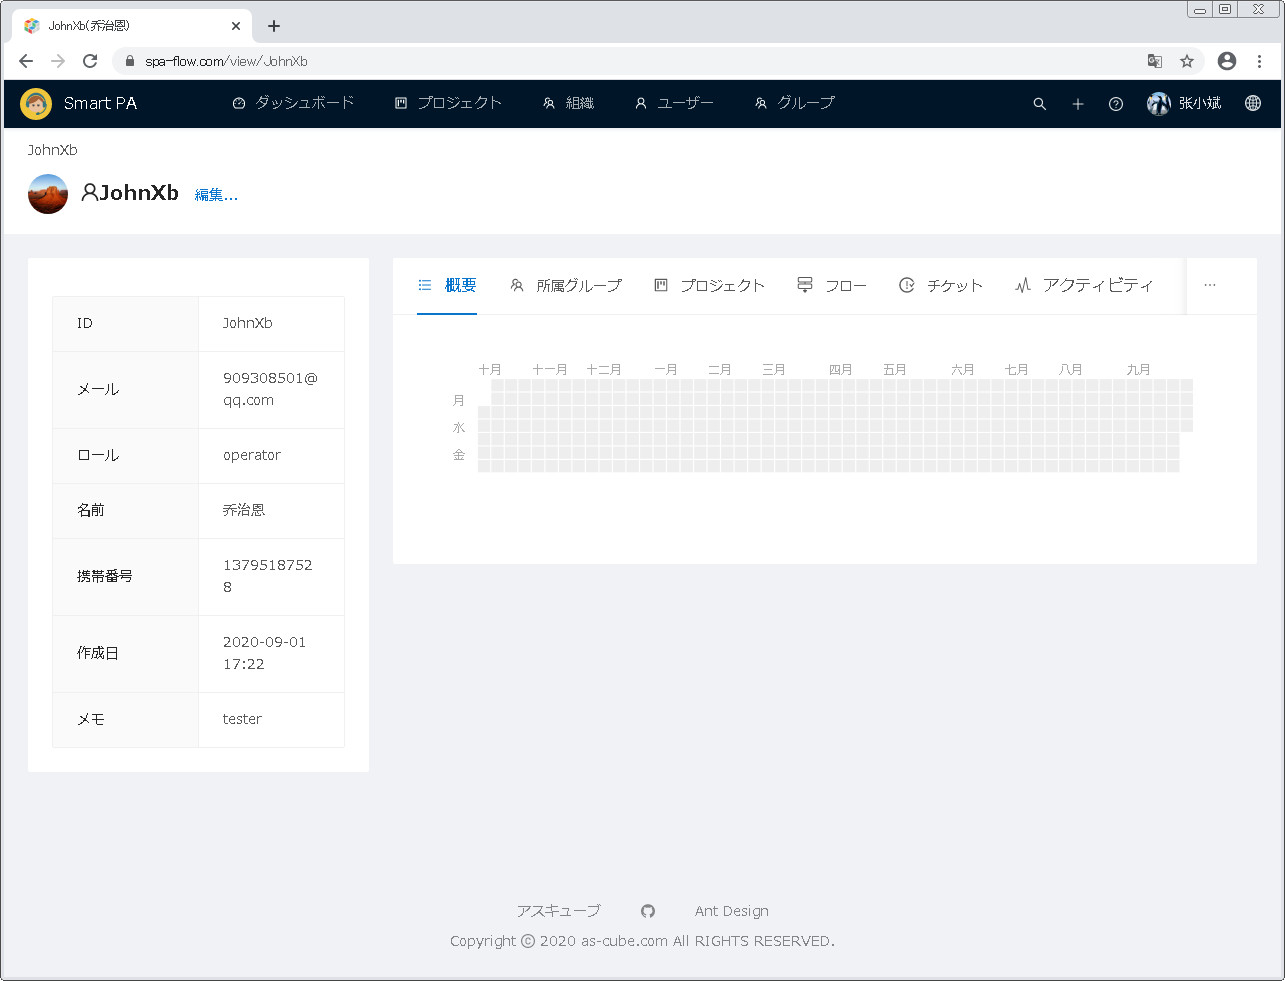 JohnXb(乔治恩)
spa-flow.com/view/JohnXb
Smart PA ダッシュボード プロジェクト 組織 ユーザー グループ 张小斌
JohnXb
JohnXb 編集...
概要 所属グループ プロジェクト フロー チケット アクティビティ ...
ID JohnXb
メール 909308501@
qq.com
ロール operator
名前 乔治恩
携帯番号 1379518752
8
作成日 2020-09-01
17:22
メモ tester
十月 十一月 十二月 一月 二月 三月 四月 五月 六月 七月 八月 九月
月
水
金
アスキューブ Ant Design
Copyright © 2020 as-cube.com All RIGHTS RESERVED.